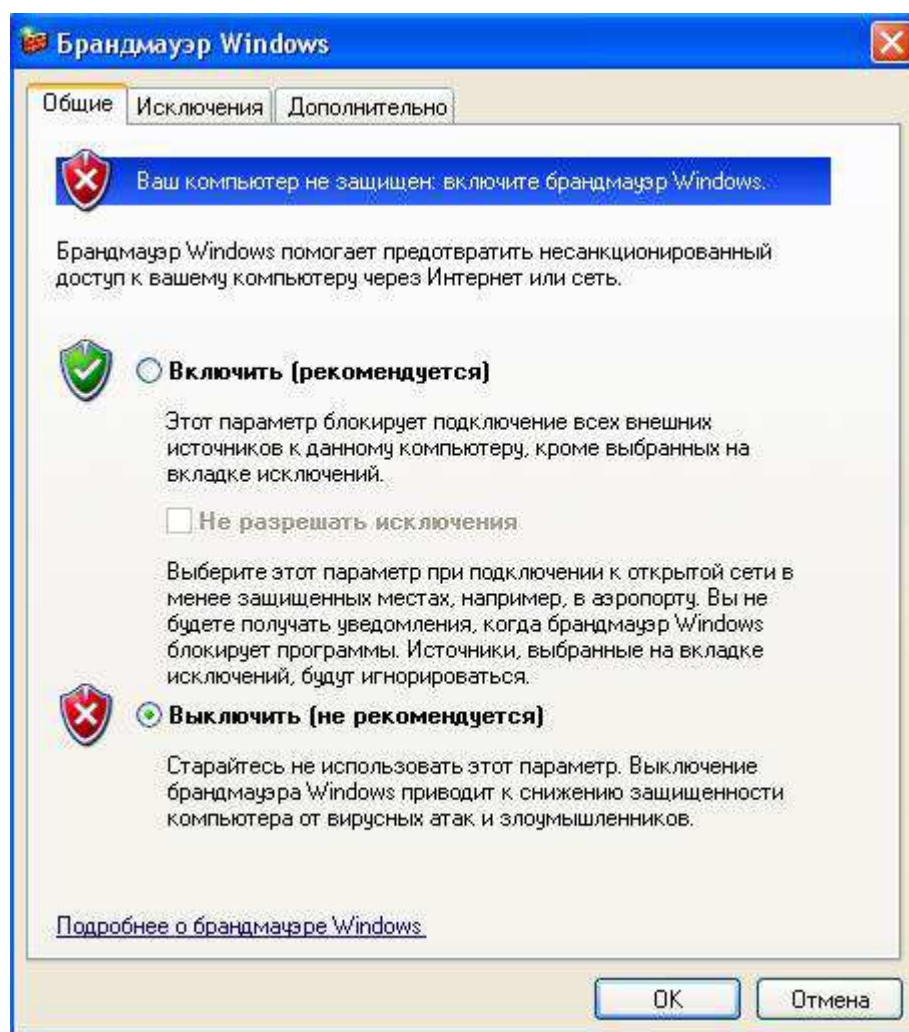 Брандмауэр Windows
Общие Исключения Дополнительно
Ваш компьютер не защищен: включите брандмауэр Windows.
Брандмауэр Windows помогает предотвратить несанкционированный
доступ к вашему компьютеру через Интернет или сеть.
Включить (рекомендуется)
Этот параметр блокирует подключение всех внешних
источников к данному компьютеру, кроме выбранных на
вкладке исключений.
Не разрешать исключения
Выберите этот параметр при подключении к открытой сети в
менее защищенных местах, например, в аэропорту. Вы не
будете получать уведомления, когда брандмауэр Windows
блокирует программы. Источники, выбранные на вкладке
исключений, будут игнорироваться.
Выключить (не рекомендуется)
Старайтесь не использовать этот параметр. Выключение
брандмауэра Windows приводит к снижению защищенности
компьютера от вирусных атак и злоумышленников.
Подробнее о брандмауэре Windows
OK Отмена